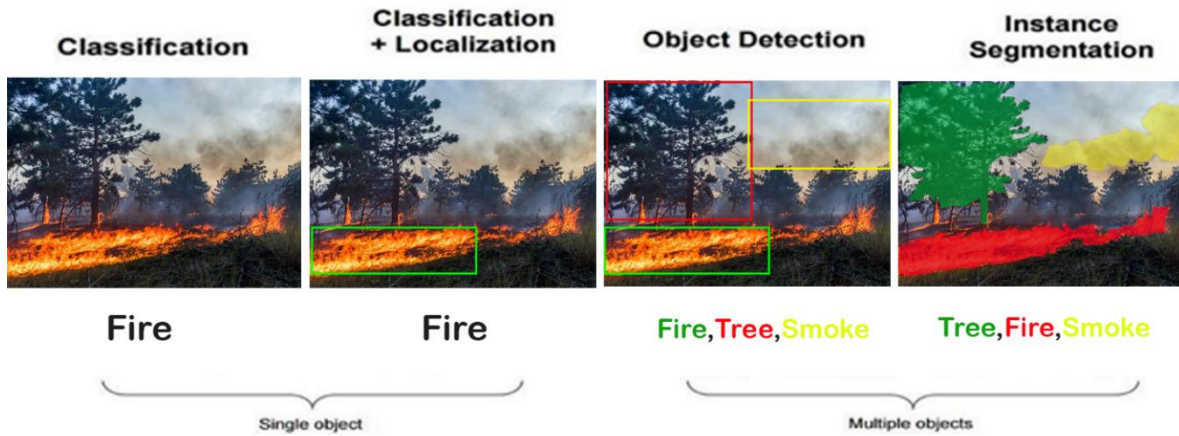 Classification
Classification
+ Localization
Object Detection
Instance
Segmentation
Fire
Fire
Fire,Tree,Smoke
Tree,Fire,Smoke
Single object
Multiple objects